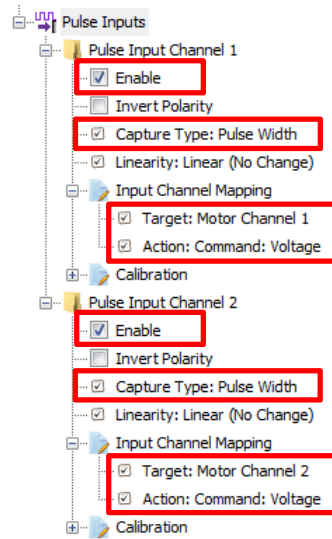 Pulse Inputs
Pulse Input Channel 1
Enable
Invert Polarity
Capture Type: Pulse Width
Linearity: Linear (No Change)
Input Channel Mapping
Target: Motor Channel 1
Action: Command: Voltage
Calibration
Pulse Input Channel 2
Enable
Invert Polarity
Capture Type: Pulse Width
Linearity: Linear (No Change)
Input Channel Mapping
Target: Motor Channel 2
Action: Command: Voltage
Calibration